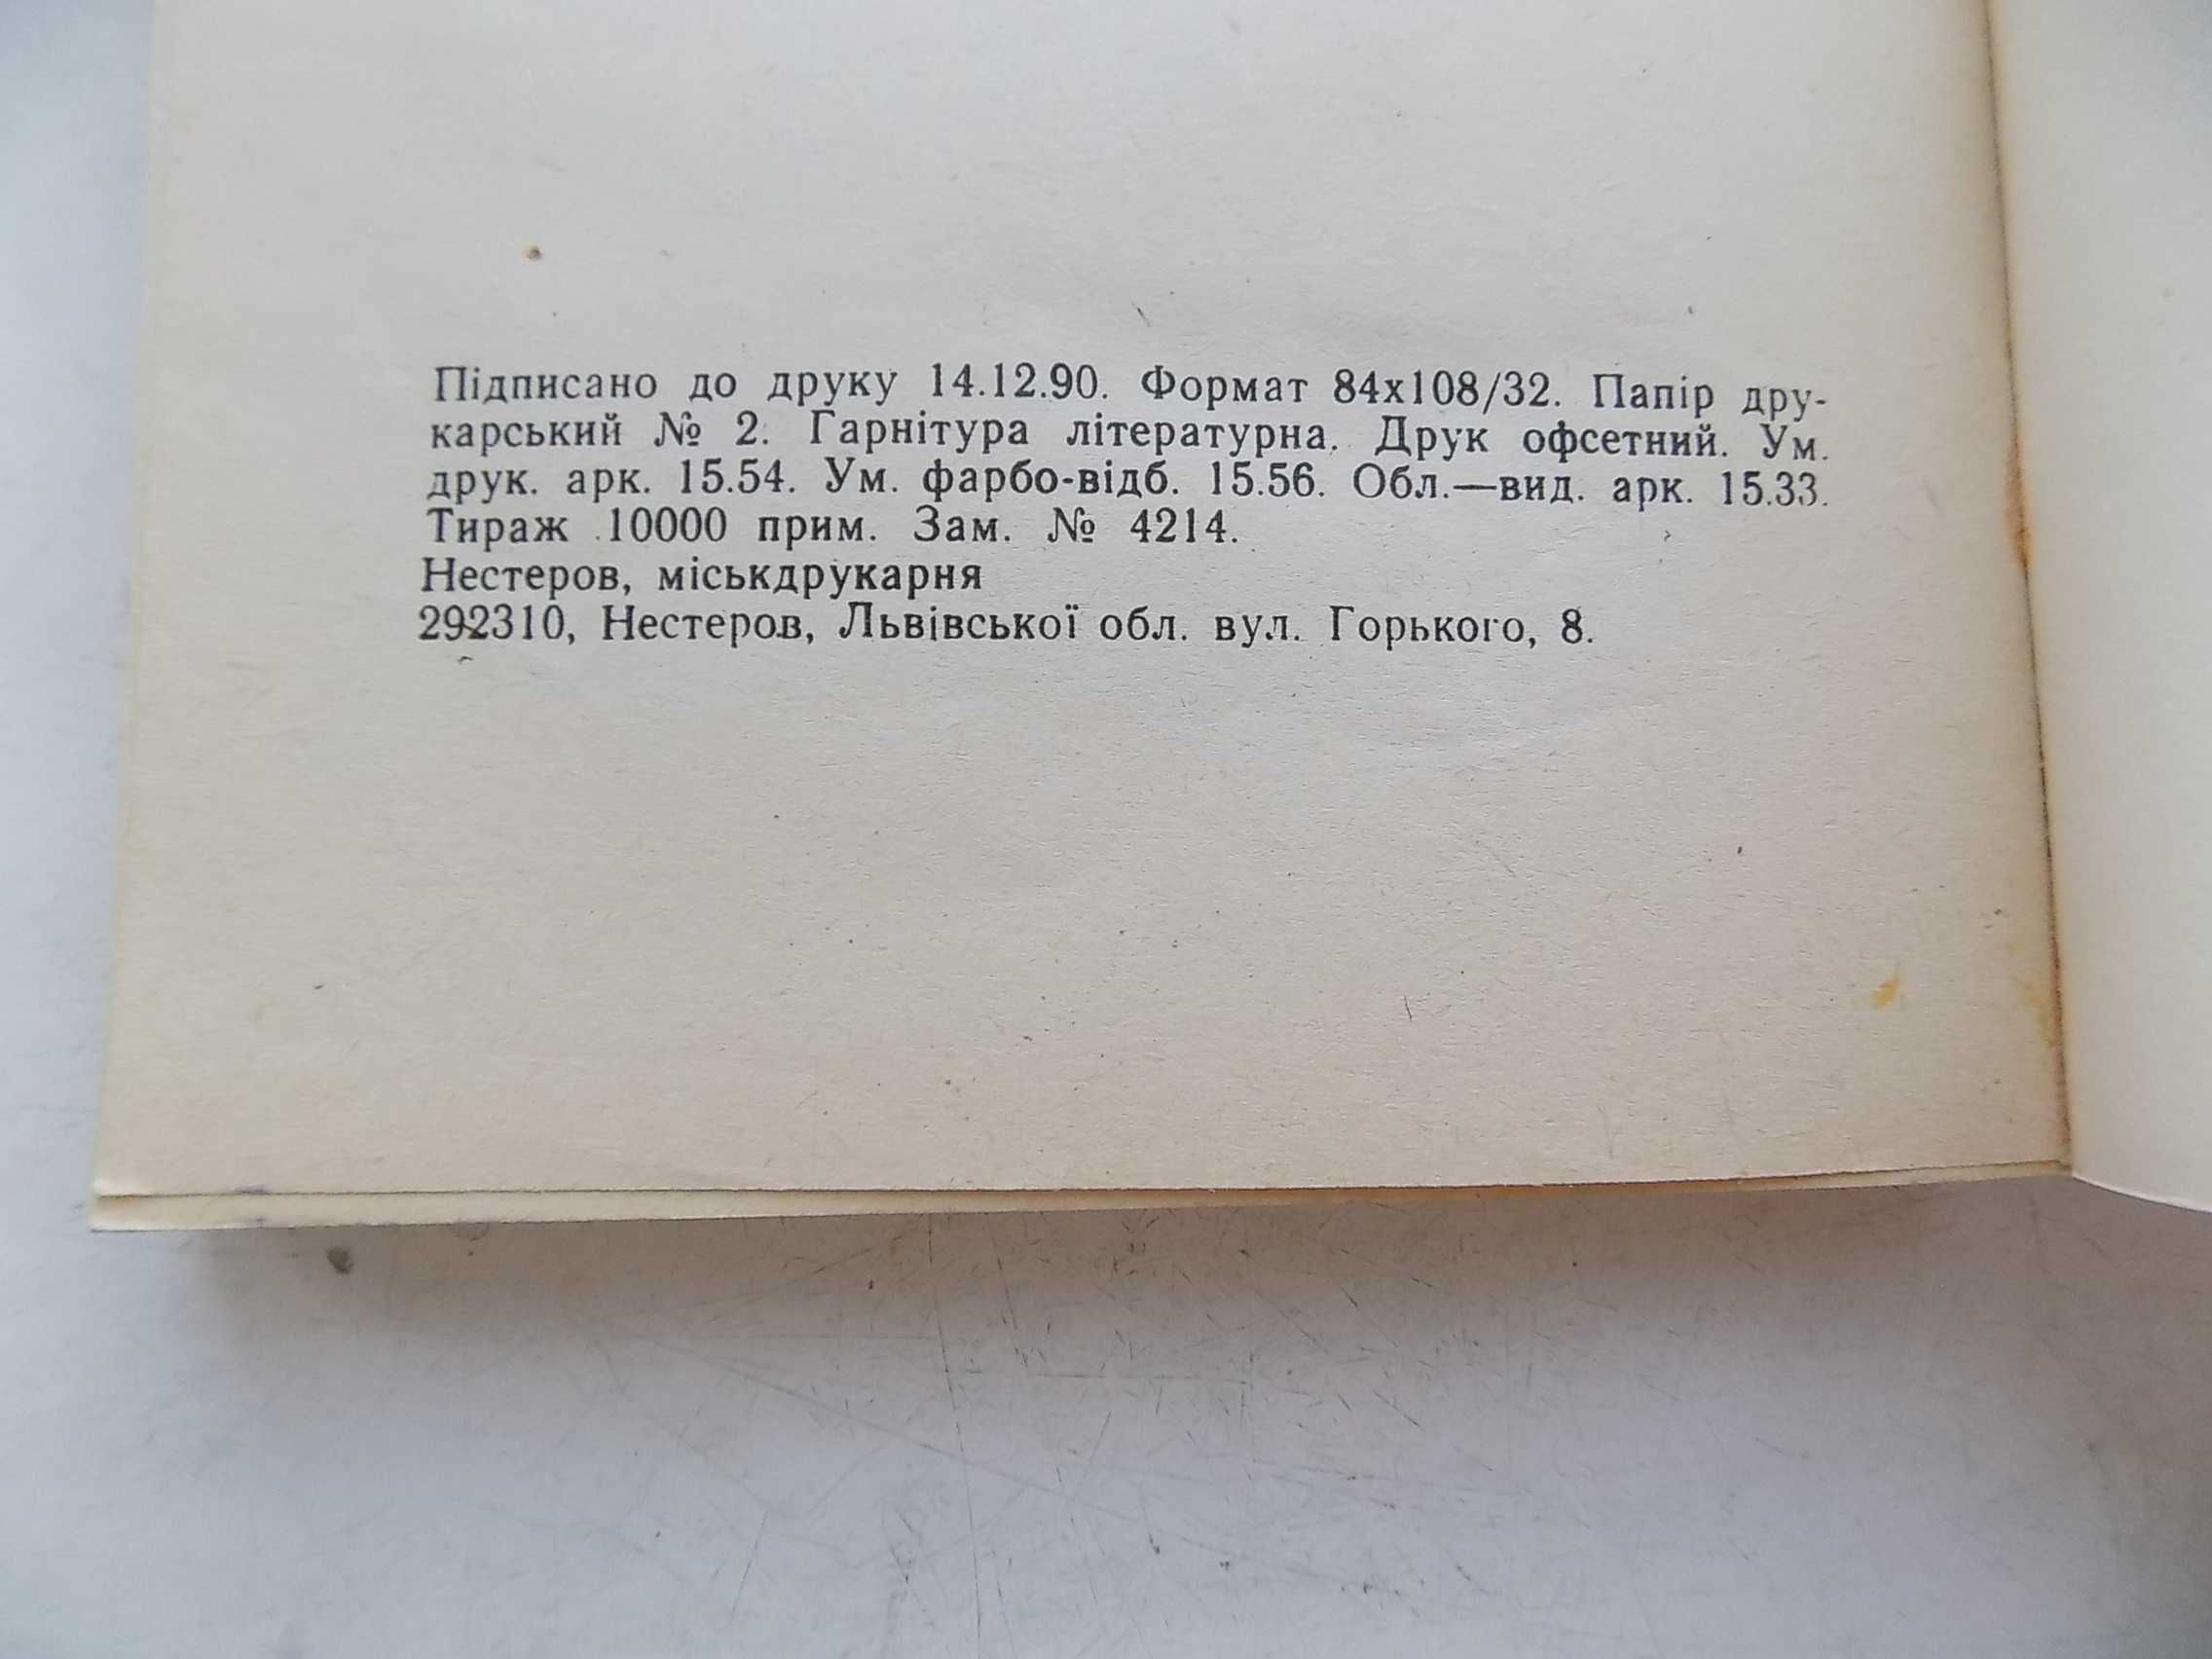 Підписано до друку 14.12.90. Формат 84х108/32. Папір дру-
карський № 2. Гарнітура літературна. Друк офсетний. Ум.
друк. арк. 15.54. Ум. фарбо-відб. 15.56. Обл.—вид. арк. 15.33.
Тираж 10000 прим. Зам. № 4214.
Нестеров, міськдрукарня
292310, Нестеров, Львівської обл. вул. Горького, 8.